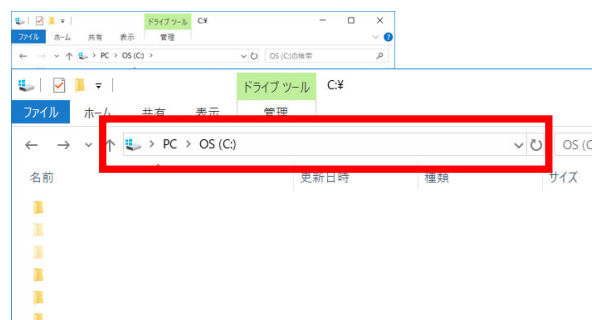 ドライブ ツール C:¥
ファイル ホーム 共有 表示 管理
PC > OS (C:) > OS (C:)の検索
ドライブ ツール C:¥
ファイル ホーム 共有 表示 管理
PC > OS (C:) OS (C
名前 更新日時 種類 サイズ